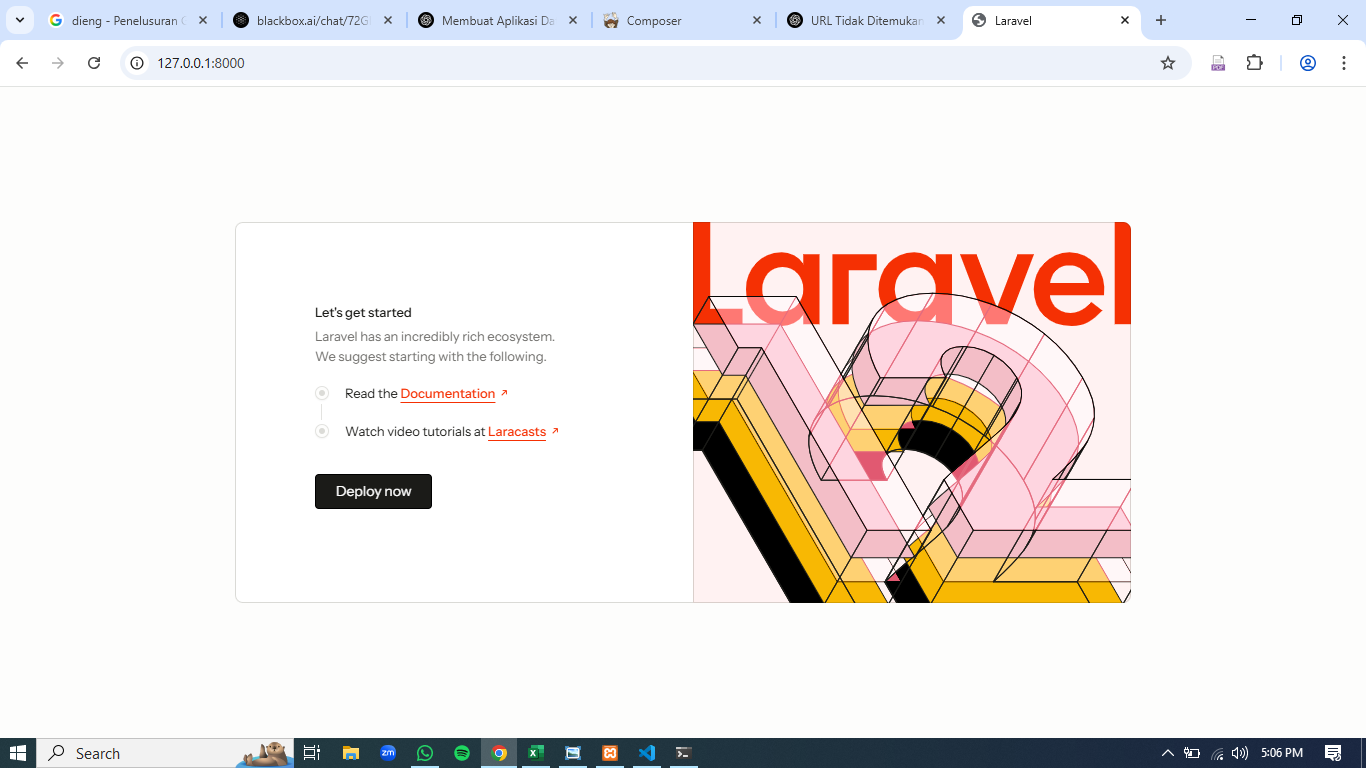 dieng - Penelusuran G
blackbox.ai/chat/72G
Membuat Aplikasi Da
Composer
URL Tidak Ditemukan
Laravel
127.0.0.1:8000
PDF
Laravel
Let's get started
Laravel has an incredibly rich ecosystem.
We suggest starting with the following.
Read the Documentation
Watch video tutorials at Laracasts
Deploy now
Search
zm
5:06 PM